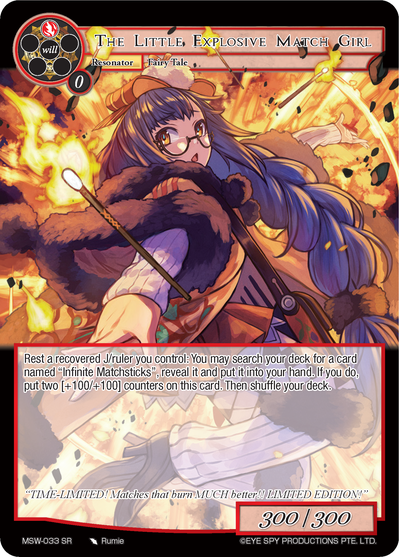 The Little Explosive Match Girl
will
Resonator Fairy Tale
0
Rest a recovered J/ruler you control: You may search your deck for a card
named “Infinite Matchsticks”, reveal it and put it into your hand. If you do,
put two [+100/+100] counters on this card. Then shuffle your deck.
“TIME-LIMITED! Matches that burn MUCH better!! LIMITED EDITION!”
300/300
MSW-033 SR Rumie ©EYE SPY PRODUCTIONS PTE. LTD.